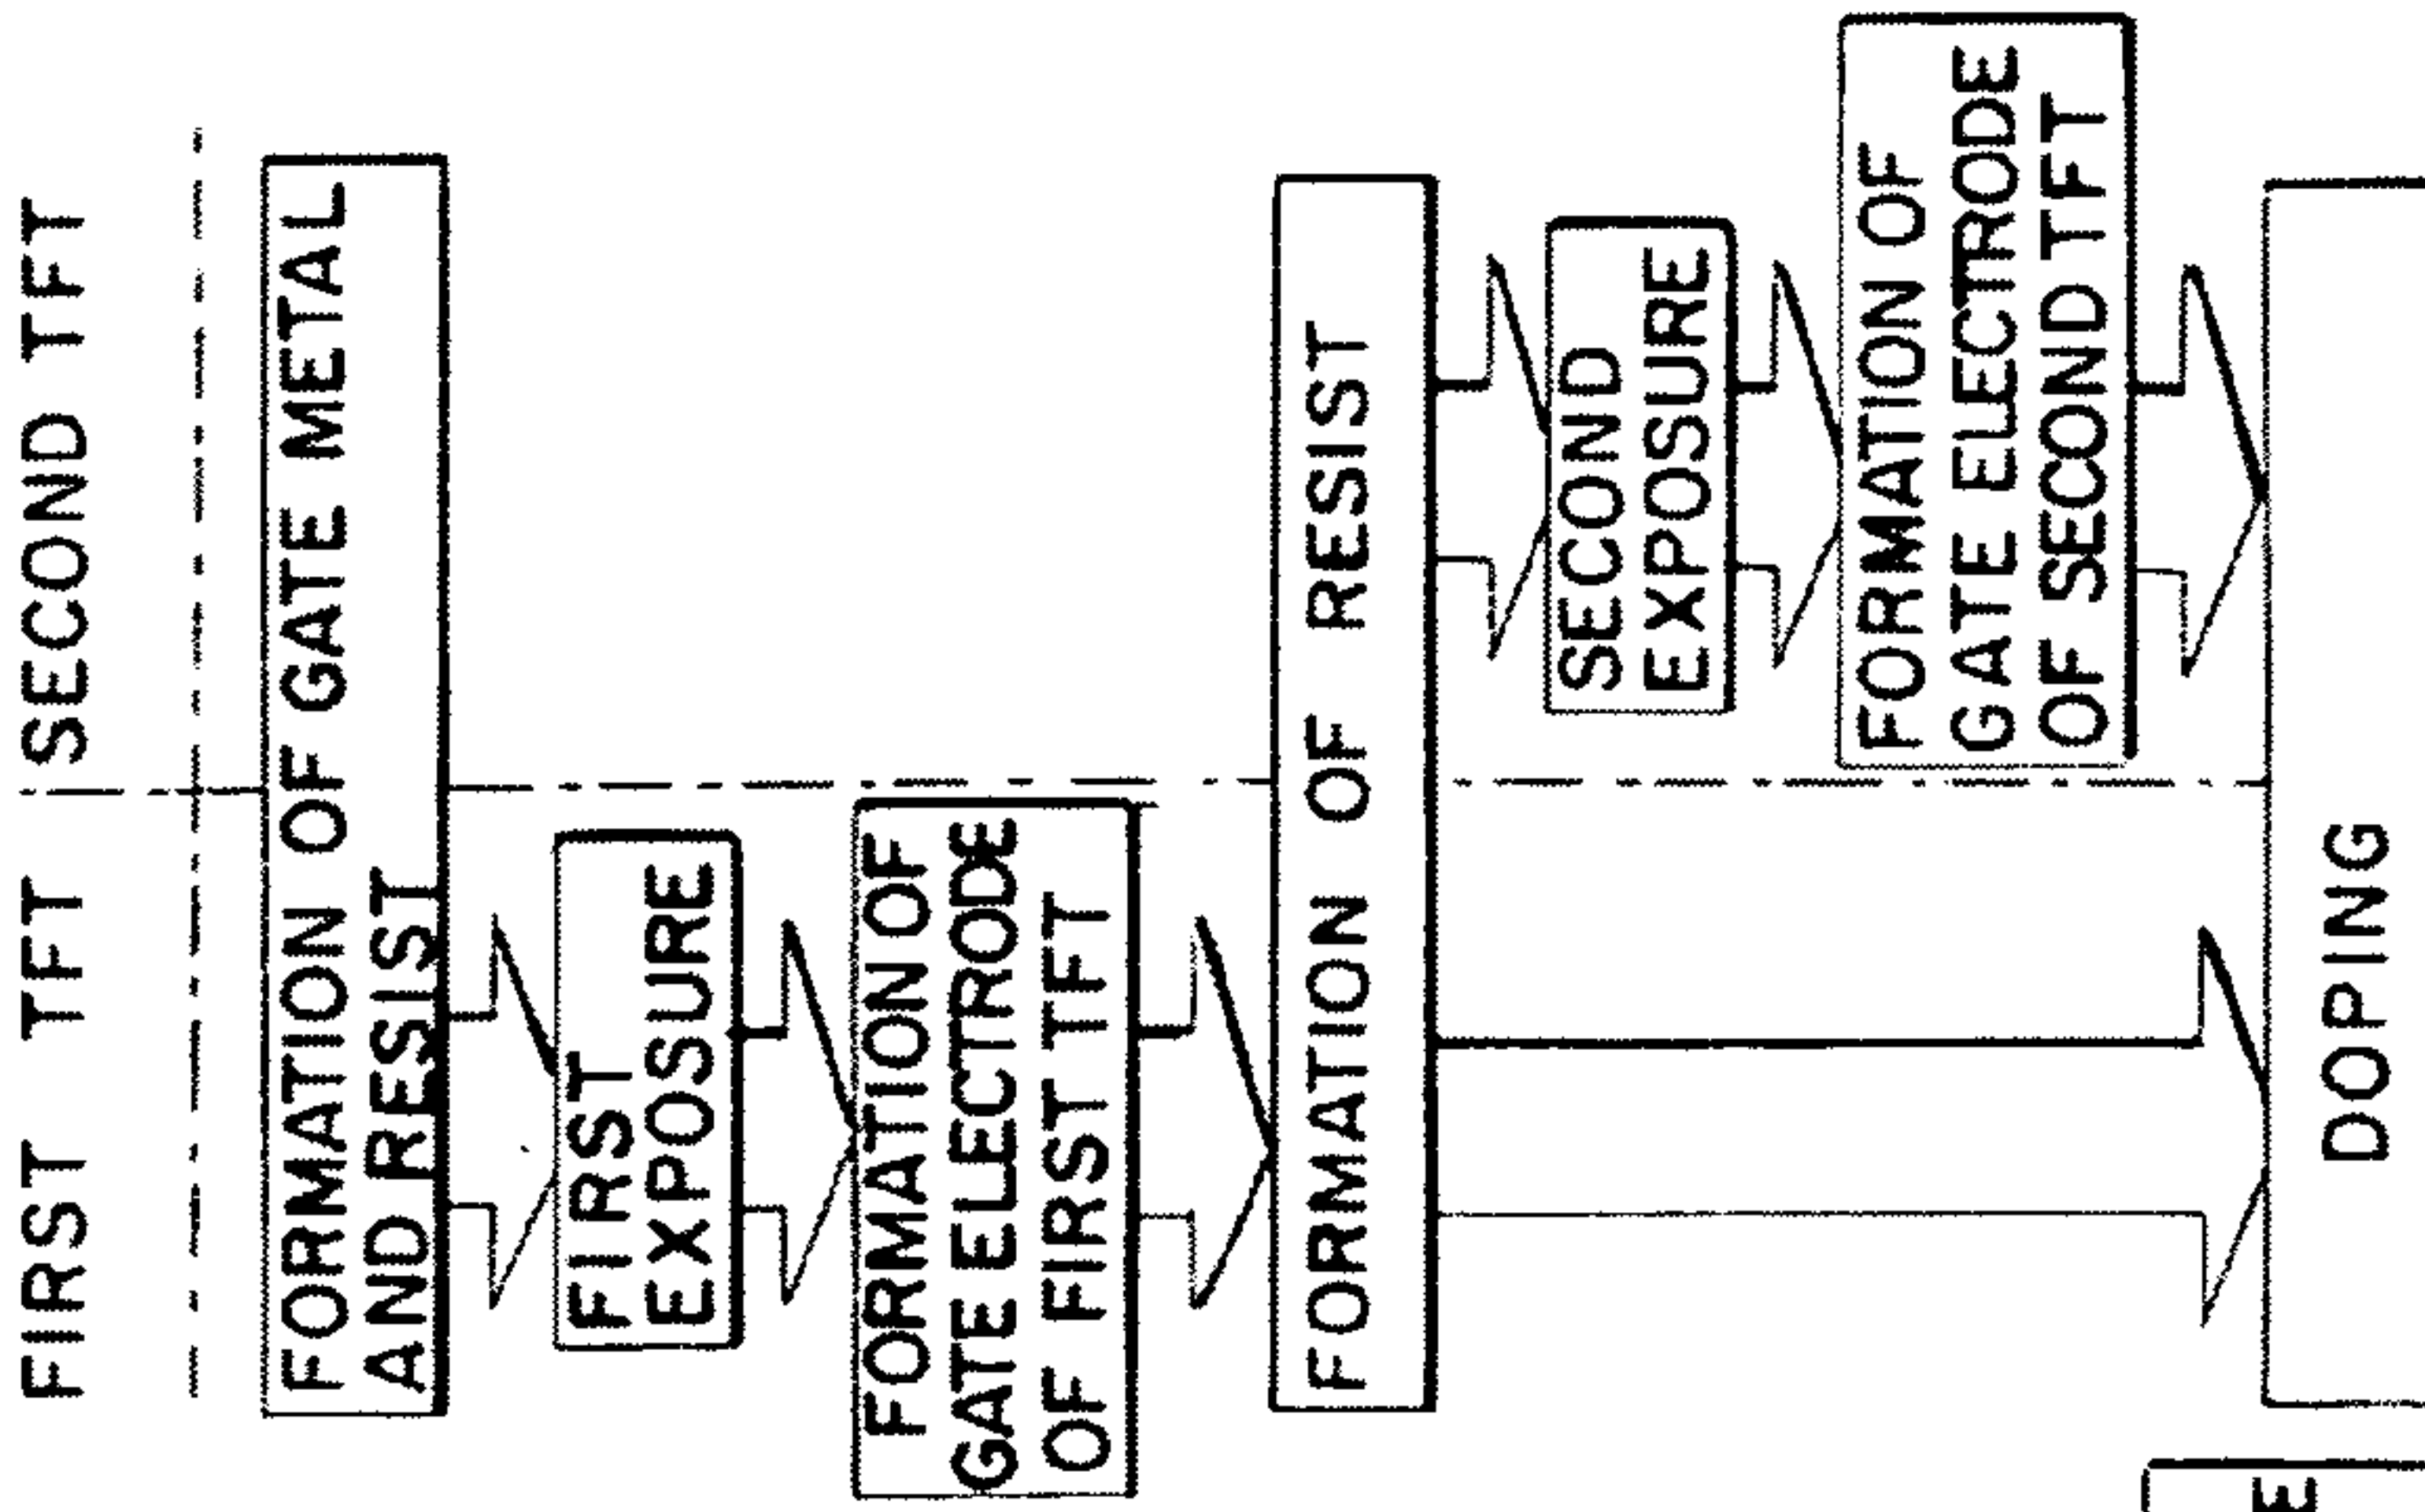 FIRST TFT
SECOND TFT
FORMATION OF GATE METAL
AND RESIST
FIRST
EXPOSURE
FORMATION OF
GATE ELECTRODE
OF FIRST TFT
FORMATION OF RESIST
SECOND
EXPOSURE
FORMATION OF
GATE ELECTRODE
OF SECOND TFT
DOPING
E